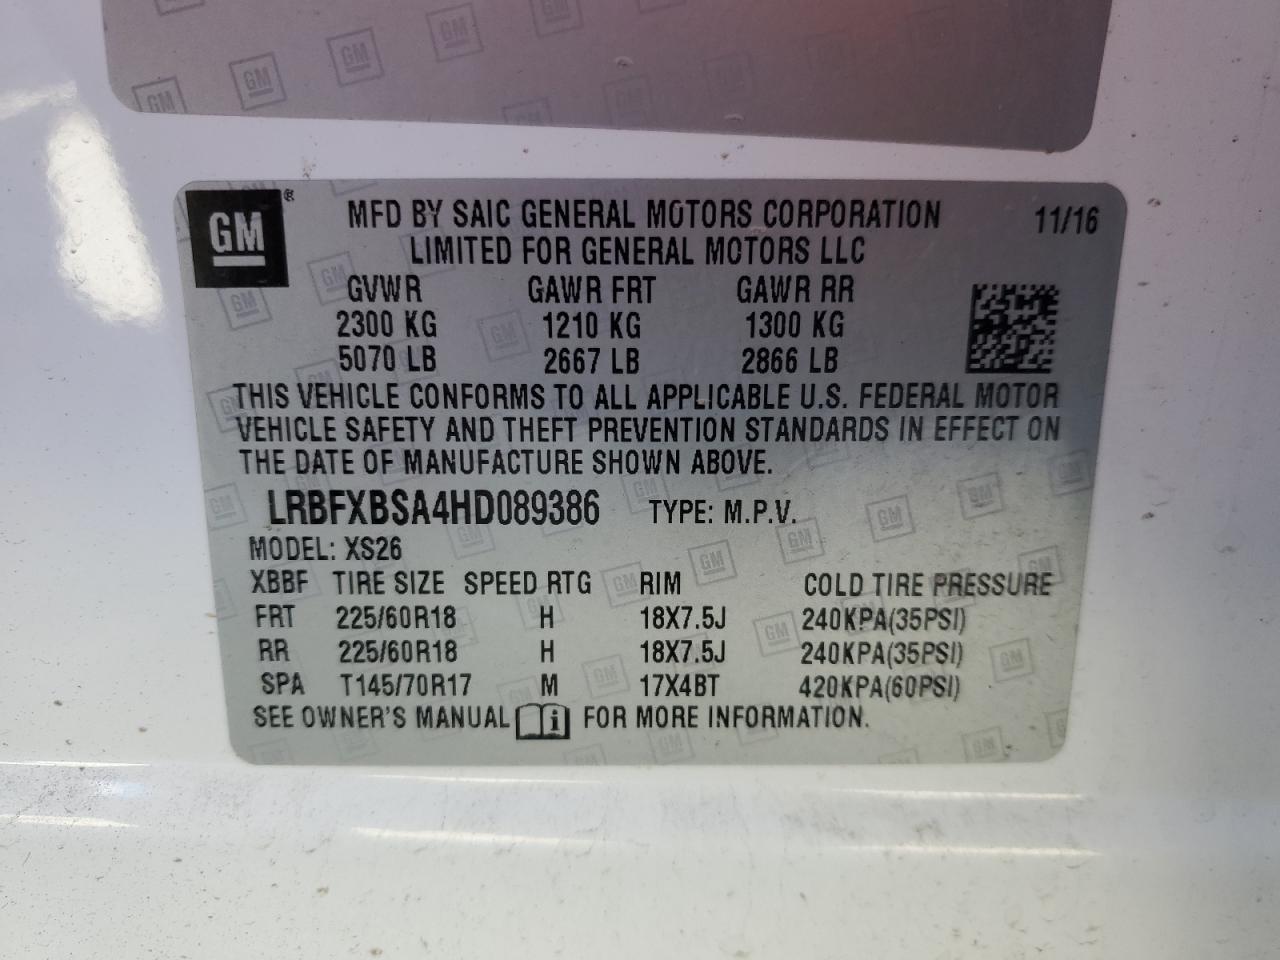 GM ® MFD BY SAIC GENERAL MOTORS CORPORATION 11/16
LIMITED FOR GENERAL MOTORS LLC
GVWR GAWR FRT GAWR RR
2300 KG 1210 KG 1300 KG
5070 LB 2667 LB 2866 LB
THIS VEHICLE CONFORMS TO ALL APPLICABLE U.S. FEDERAL MOTOR
VEHICLE SAFETY AND THEFT PREVENTION STANDARDS IN EFFECT ON
THE DATE OF MANUFACTURE SHOWN ABOVE.
LRBFXBSA4HD089386 TYPE: M.P.V.
MODEL: XS26
XBBF TIRE SIZE SPEED RTG RIM COLD TIRE PRESSURE
FRT 225/60R18 H 18X7.5J 240KPA(35PSI)
RR 225/60R18 H 18X7.5J 240KPA(35PSI)
SPA T145/70R17 M 17X4BT 420KPA(60PSI)
SEE OWNER'S MANUAL i FOR MORE INFORMATION.